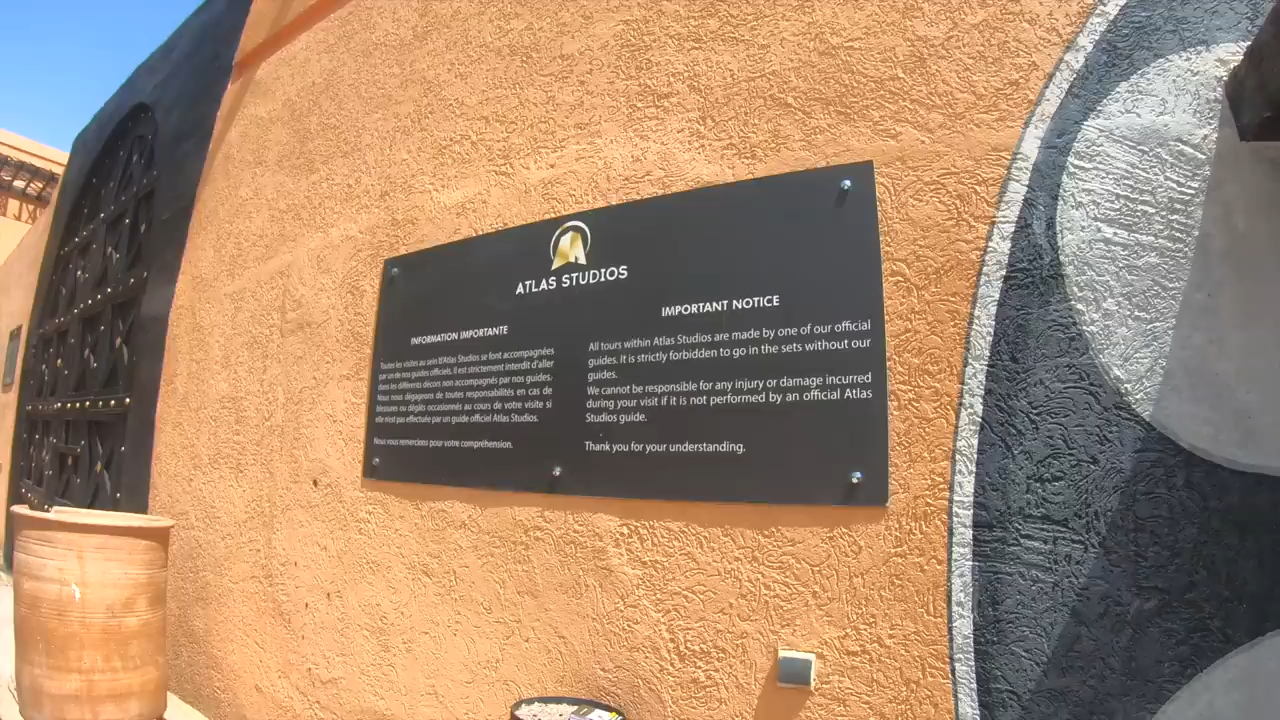 ATLAS STUDIOS
INFORMATION IMPORTANTE
Toutes les visites au sein d'Atlas Studios se font accompagnées
par un de nos guides officiels. Il est strictement interdit d'aller
dans les différents décors non accompagnés par nos guides.
Nous nous dégageons de toutes responsabilités en cas de
blessures ou dégâts occasionnés au cours de votre visite si
elle n'est pas effectuée par un guide officiel Atlas Studios.
Nous vous remercions pour votre compréhension.
IMPORTANT NOTICE
All tours within Atlas Studios are made by one of our official
guides. It is strictly forbidden to go in the sets without our
guides.
We cannot be responsible for any injury or damage incurred
during your visit if it is not performed by an official Atlas
Studios guide.
Thank you for your understanding.